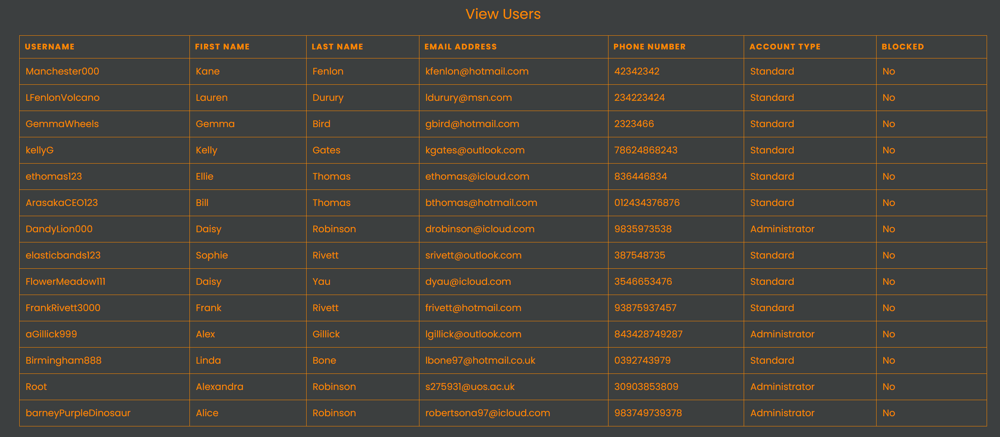 View Users
USERNAME FIRST NAME LAST NAME EMAIL ADDRESS PHONE NUMBER ACCOUNT TYPE BLOCKED
Manchester000 Kane Fenlon kfenlon@hotmail.com 42342342 Standard No
LFenlonVolcano Lauren Durury ldurury@msn.com 234223424 Standard No
GemmaWheels Gemma Bird gbird@hotmail.com 2323466 Standard No
kellyG Kelly Gates kgates@outlook.com 78624868243 Standard No
ethomas123 Ellie Thomas ethomas@icloud.com 836446834 Standard No
ArasakaCEO123 Bill Thomas bthomas@hotmail.com 012434376876 Standard No
DandyLion000 Daisy Robinson drobinson@icloud.com 9835973538 Administrator No
elasticbands123 Sophie Rivett srivett@outlook.com 387548735 Standard No
FlowerMeadow111 Daisy Yau dyau@icloud.com 3546653476 Standard No
FrankRivett3000 Frank Rivett frivett@hotmail.com 93875937457 Standard No
aGillick999 Alex Gillick lgillick@outlook.com 843428749287 Administrator No
Birmingham888 Linda Bone lbone97@hotmail.co.uk 0392743979 Standard No
Root Alexandra Robinson s275931@uos.ac.uk 30903853809 Administrator No
barneyPurpleDinosaur Alice Robinson robertsona97@icloud.com 983749739378 Administrator No